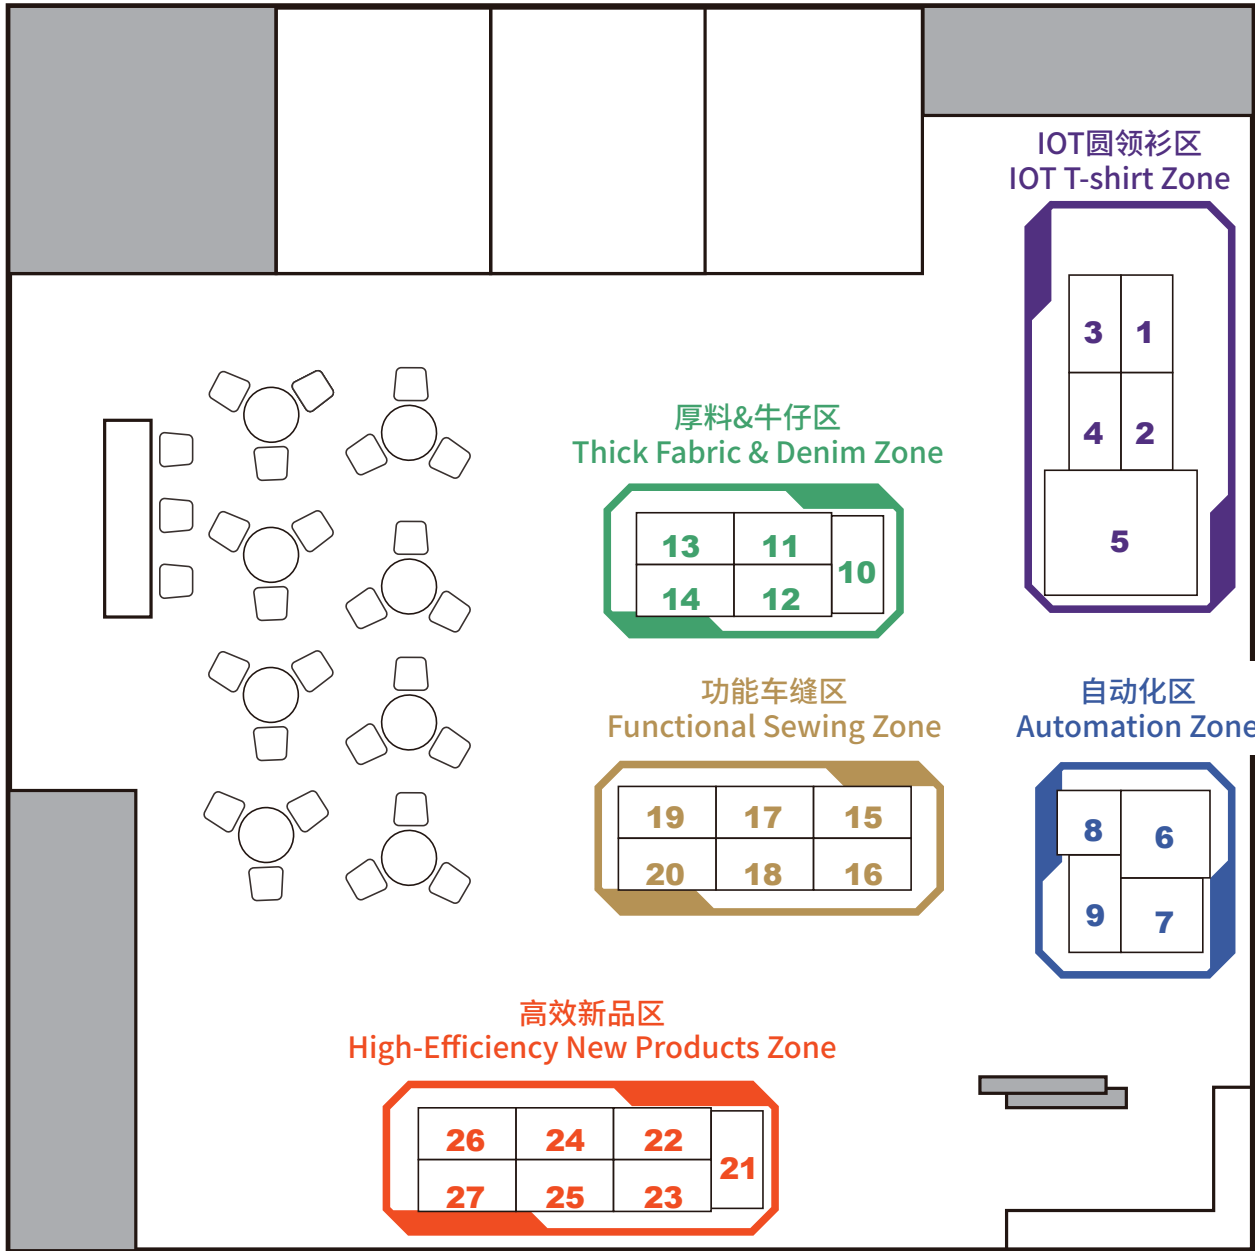 IOT圆领衫区
IOT T-shirt Zone
3 1
4 2
5
厚料&牛仔区
Thick Fabric & Denim Zone
13 11
10
14 12
功能车缝区
Functional Sewing Zone
19 17 15
20 18 16
自动化区
Automation Zone
8 6
9 7
高效新品区
High-Efficiency New Products Zone
26 24 22
21
27 25 23